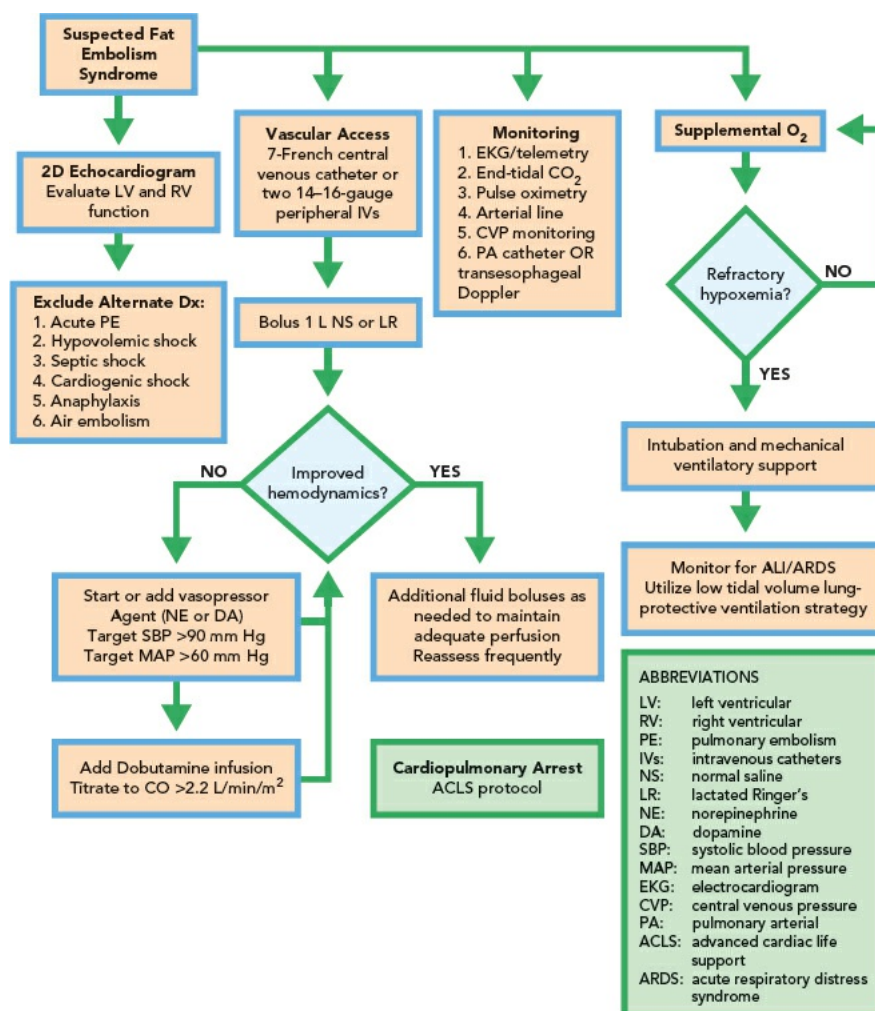 Suspected Fat
Embolism
Syndrome
2D Echocardiogram
Evaluate LV and RV
function
Exclude Alternate Dx:
1. Acute PE
2. Hypovolemic shock
3. Septic shock
4. Cardiogenic shock
5. Anaphylaxis
6. Air embolism
Vascular Access
7-French central
venous catheter or
two 14–16-gauge
peripheral IVs
Bolus 1 L NS or LR
Improved
hemodynamics?
NO
YES
Start or add vasopressor
Agent (NE or DA)
Target SBP >90 mm Hg
Target MAP >60 mm Hg
Add Dobutamine infusion
Titrate to CO >2.2 L/min/m²
Additional fluid boluses as
needed to maintain
adequate perfusion
Reassess frequently
Cardiopulmonary Arrest
ACLS protocol
Monitoring
1. EKG/telemetry
2. End-tidal CO₂
3. Pulse oximetry
4. Arterial line
5. CVP monitoring
6. PA catheter OR
transesophageal
Doppler
Supplemental O₂
Refractory
hypoxemia?
NO
YES
Intubation and mechanical
ventilatory support
Monitor for ALI/ARDS
Utilize low tidal volume lung-
protective ventilation strategy
ABBREVIATIONS
LV: left ventricular
RV: right ventricular
PE: pulmonary embolism
IVs: intravenous catheters
NS: normal saline
LR: lactated Ringer's
NE: norepinephrine
DA: dopamine
SBP: systolic blood pressure
MAP: mean arterial pressure
EKG: electrocardiogram
CVP: central venous pressure
PA: pulmonary arterial
ACLS: advanced cardiac life
support
ARDS: acute respiratory distress
syndrome